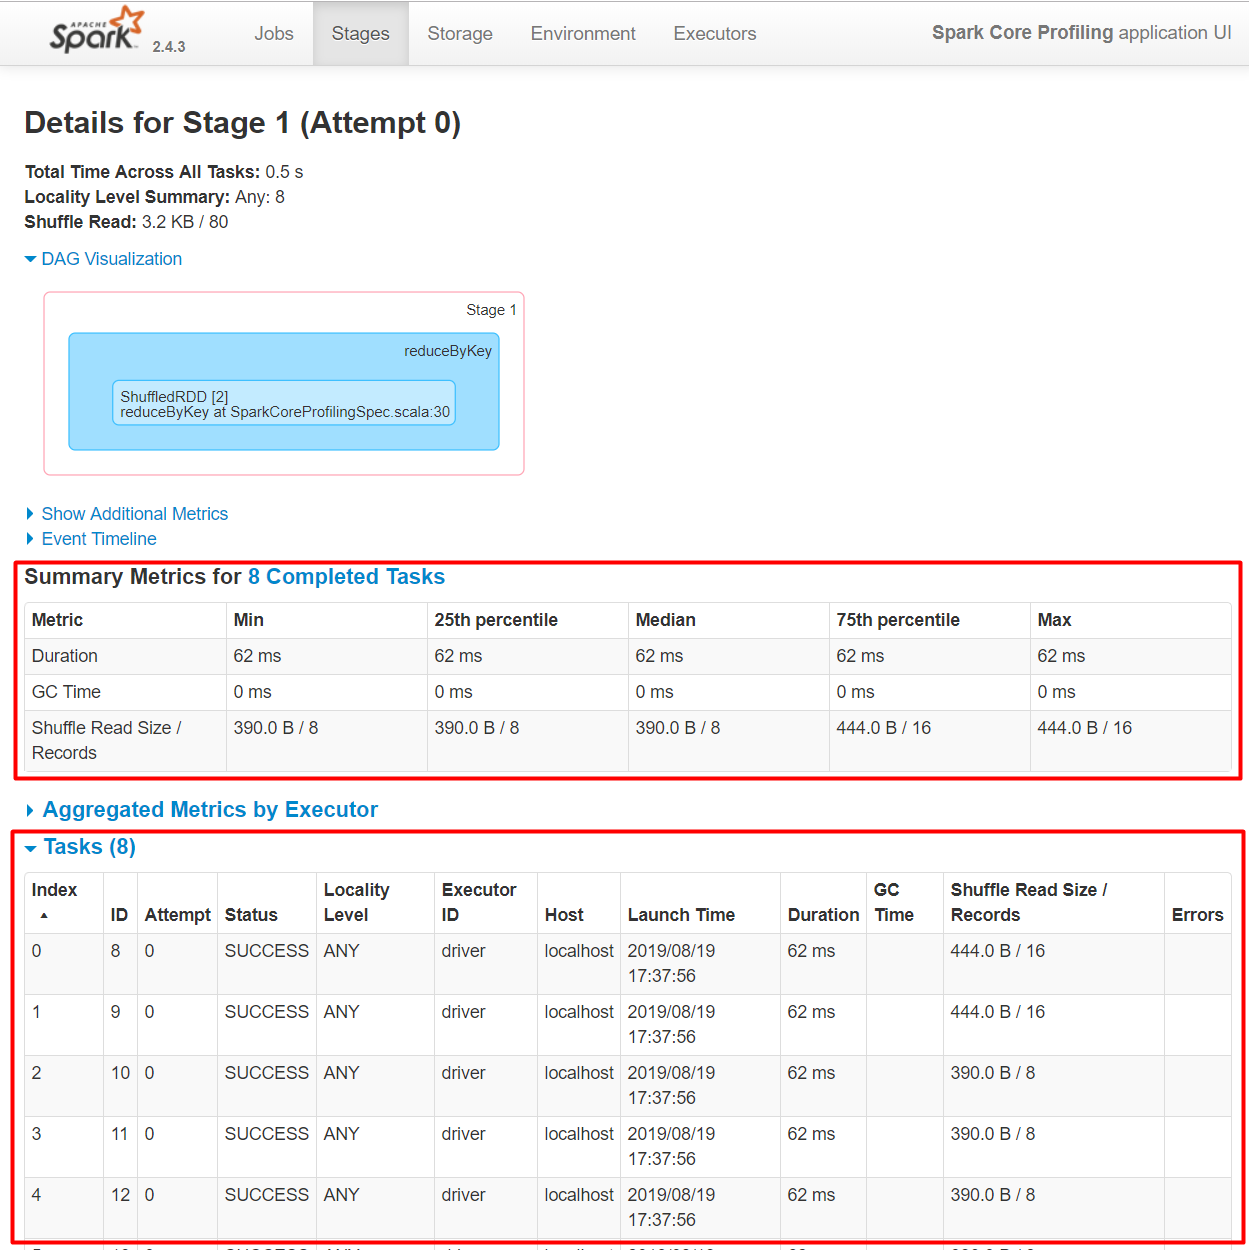 APACHE
Spark 2.4.3 Jobs Stages Storage Environment Executors Spark Core Profiling application UI
Details for Stage 1 (Attempt 0)
Total Time Across All Tasks: 0.5 s
Locality Level Summary: Any: 8
Shuffle Read: 3.2 KB / 80
DAG Visualization
Stage 1
reduceByKey
ShuffledRDD [2]
reduceByKey at SparkCoreProfilingSpec.scala:30
Show Additional Metrics
Event Timeline
Summary Metrics for 8 Completed Tasks
Metric Min 25th percentile Median 75th percentile Max
Duration 62 ms 62 ms 62 ms 62 ms 62 ms
GC Time 0 ms 0 ms 0 ms 0 ms 0 ms
Shuffle Read Size / 390.0 B / 8 390.0 B / 8 390.0 B / 8 444.0 B / 16 444.0 B / 16
Records
Aggregated Metrics by Executor
Tasks (8)
Index Locality Executor GC Shuffle Read Size /
ID Attempt Status Level ID Host Launch Time Duration Time Records Errors
0 8 0 SUCCESS ANY driver localhost 2019/08/19 62 ms 444.0 B / 16
17:37:56
1 9 0 SUCCESS ANY driver localhost 2019/08/19 62 ms 444.0 B / 16
17:37:56
2 10 0 SUCCESS ANY driver localhost 2019/08/19 62 ms 390.0 B / 8
17:37:56
3 11 0 SUCCESS ANY driver localhost 2019/08/19 62 ms 390.0 B / 8
17:37:56
4 12 0 SUCCESS ANY driver localhost 2019/08/19 62 ms 390.0 B / 8
17:37:56